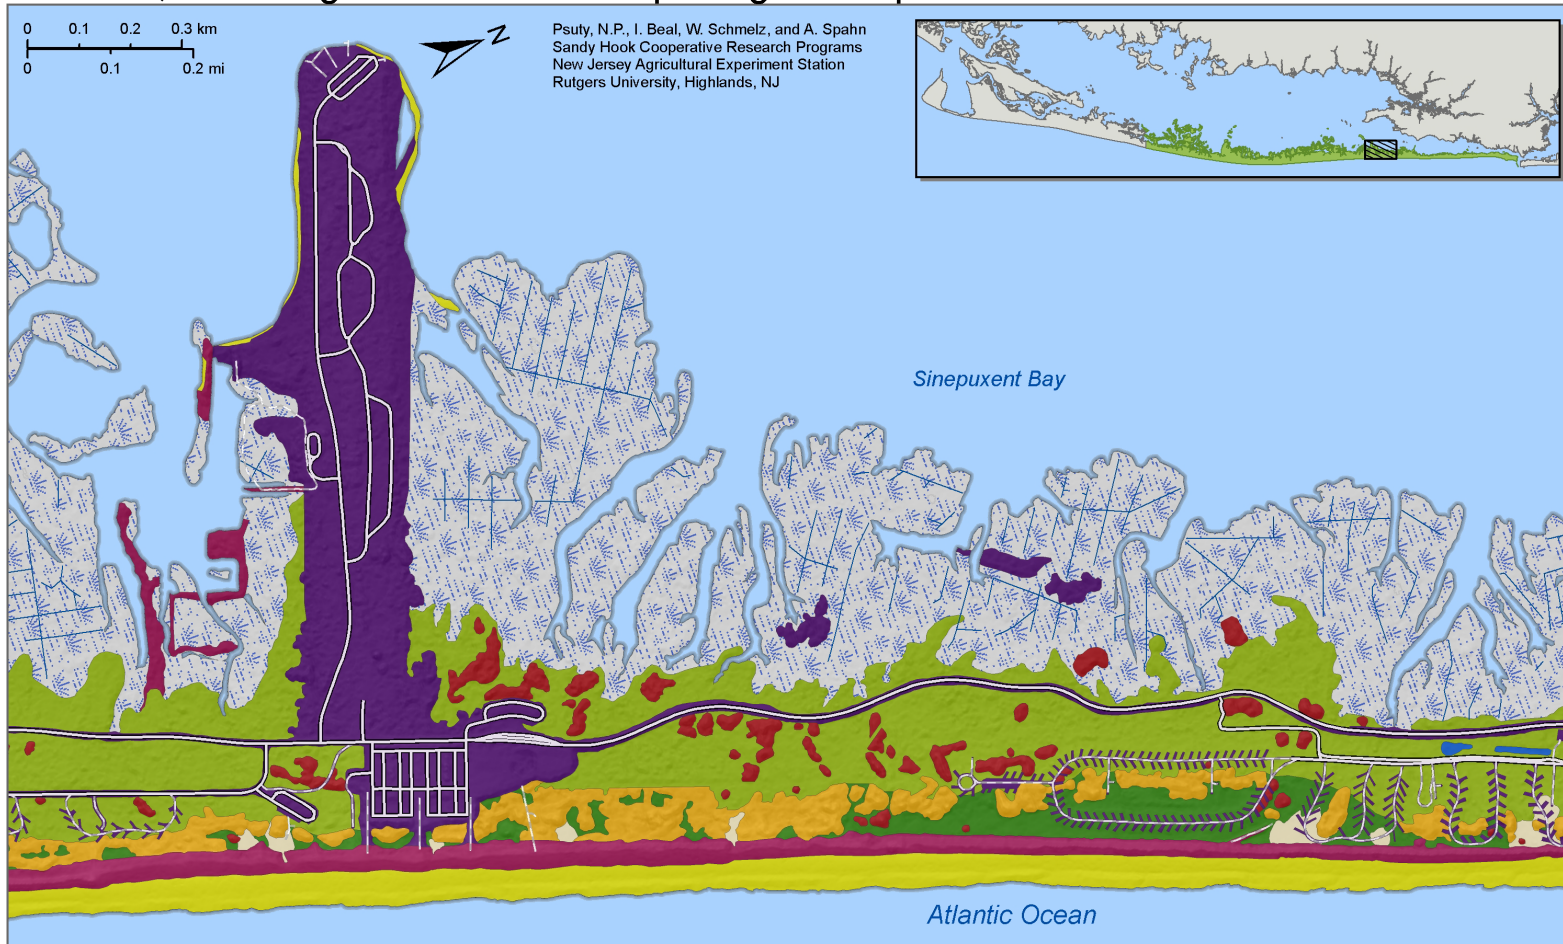 0 0.1 0.2 0.3 km
0 0.1 0.2 mi
N
Psuty, N.P., I. Beal, W. Schmelz, and A. Spahn
Sandy Hook Cooperative Research Programs
New Jersey Agricultural Experiment Station
Rutgers University, Highlands, NJ
Sinepuxent Bay
Atlantic Ocean